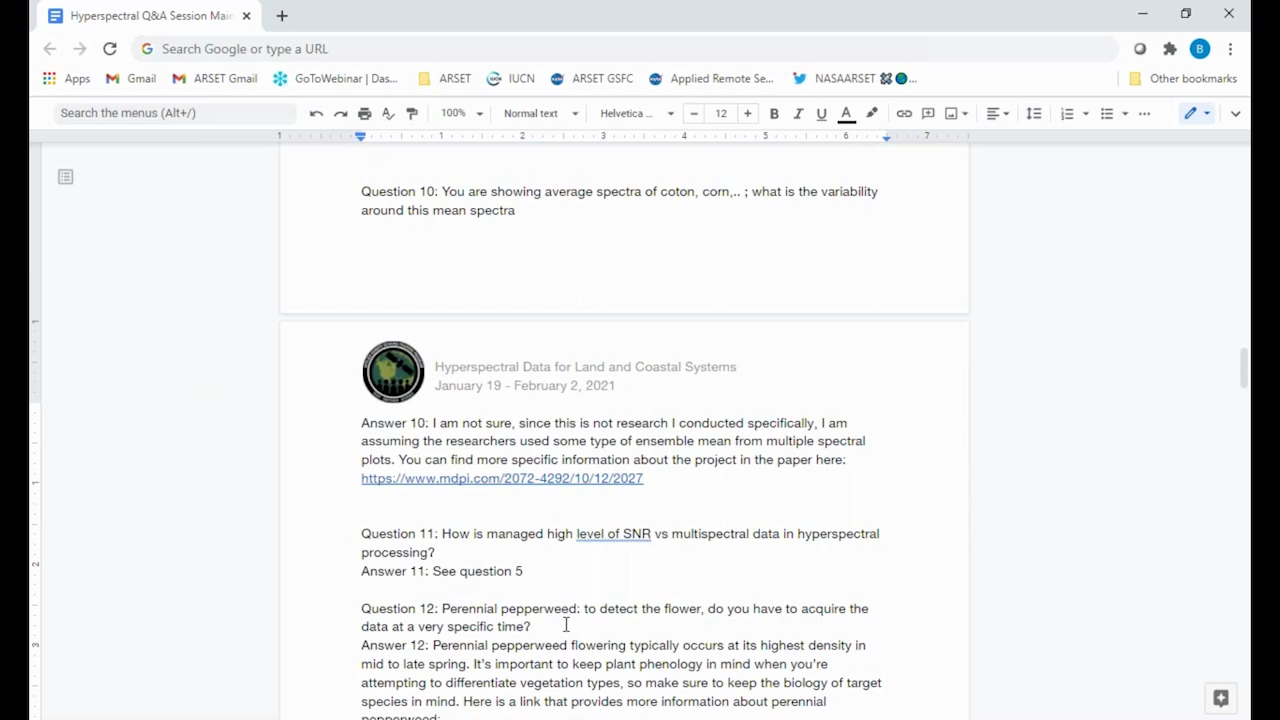 Hyperspectral Q&A Session Main
Search Google or type a URL
B
Apps
Gmail
ARSET Gmail
GoToWebinar | Das...
ARSET
IUCN
ARSET GSFC
Applied Remote Se...
NASAARSET
Other bookmarks
Search the menus (Alt+/)
100%
Normal text
Helvetica ...
12
B I U A
1 1 2 3 4 5 6 7
Question 10: You are showing average spectra of coton, corn,.. ; what is the variability
around this mean spectra
Hyperspectral Data for Land and Coastal Systems
January 19 - February 2, 2021
Answer 10: I am not sure, since this is not research I conducted specifically, I am
assuming the researchers used some type of ensemble mean from multiple spectral
plots. You can find more specific information about the project in the paper here:
https://www.mdpi.com/2072-4292/10/12/2027
Question 11: How is managed high level of SNR vs multispectral data in hyperspectral
processing?
Answer 11: See question 5
Question 12: Perennial pepperweed: to detect the flower, do you have to acquire the
data at a very specific time?
Answer 12: Perennial pepperweed flowering typically occurs at its highest density in
mid to late spring. It's important to keep plant phenology in mind when you're
attempting to differentiate vegetation types, so make sure to keep the biology of target
species in mind. Here is a link that provides more information about perennial
pepperweed: